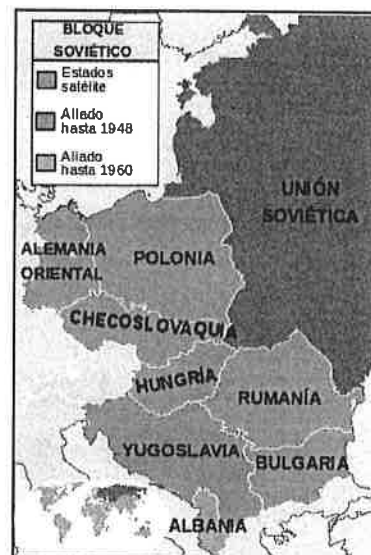 BLOQUE
SOVIÉTICO
Estados
satélite
Aliado
hasta 1948
Aliado
hasta 1960
UNIÓN
SOVIÉTICA
ALEMANIA
ORIENTAL
POLONIA
CHECOSLOVAQUIA
HUNGRÍA
RUMANÍA
YUGOSLAVIA
BULGARIA
ALBANIA